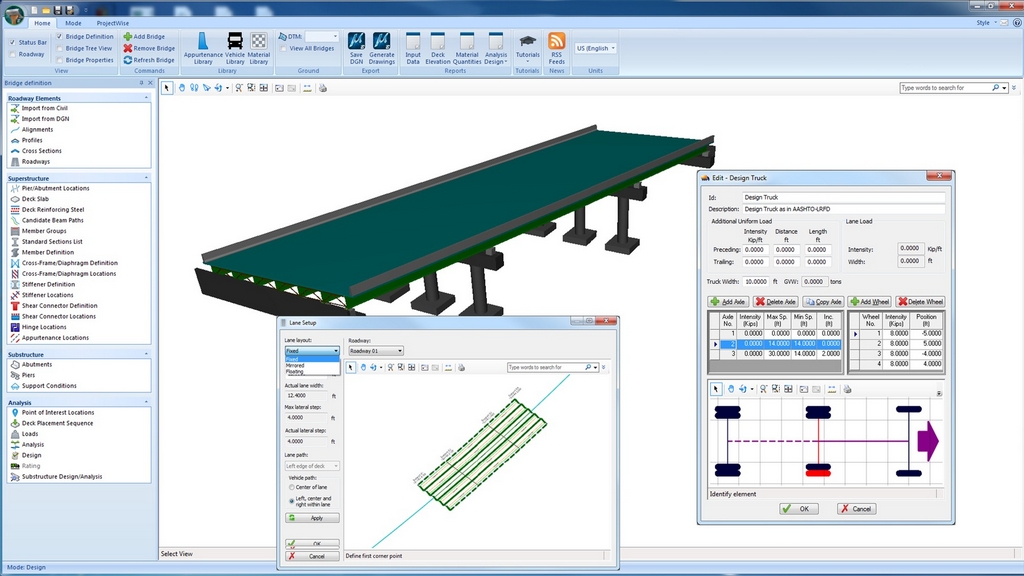 Home Mode ProjectWise Style
Status Bar
Roadway
Bridge Definition
Bridge Tree View
Bridge Properties
View
Add Bridge
Remove Bridge
Refresh Bridge
Commands
Appurtenance Library
Vehicle Library
Material Library
Library
DTM:
View All Bridges
Ground
Save DGN
Generate Drawings
Export
Input Data
Deck Elevation
Material Quantities
Analysis Design
Reports
Tutorials
Tutorials
RSS Feeds
News
US (English
Units
Bridge definition
Type words to search for
Roadway Elements
Import from Civil
Import from DGN
Alignments
Profiles
Cross Sections
Roadways
Superstructure
Pier/Abutment Locations
Deck Slab
Deck Reinforcing Steel
Candidate Beam Paths
Member Groups
Standard Sections List
Member Definition
Cross-Frame/Diaphragm Definition
Cross-Frame/Diaphragm Locations
Stiffener Definition
Stiffener Locations
Shear Connector Definition
Shear Connector Locations
Hinge Locations
Appurtenance Locations
Substructure
Abutments
Piers
Support Conditions
Analysis
Point of Interest Locations
Deck Placement Sequence
Loads
Analysis
Design
Rating
Substructure Design/Analysis
Select View
Mode: Design
Lane Setup
Lane layout:
Fixed
Fixed
Mirrored
Floating
Actual lane width:
12.4000 ft
Max lateral step:
4.0000 ft
Actual lateral step:
4.0000 ft
Lane path:
Left edge of deck
Vehicle path:
Center of lane
Left, center and right within lane
Apply
OK
Cancel
Roadway:
Roadway 01
Type words to search for
Define first corner point
Edit - Design Truck
Id: Design Truck
Description: Design Truck as in AASHTO-LRFD
Additional Uniform Load
Intensity Distance Length
Kip/ft ft ft
Preceding: 0.0000 0.0000 0.0000
Trailing: 0.0000 0.0000 0.0000
Lane Load
Intensity: 0.0000 Kip/ft
Width: 0.0000 ft
Truck Width: 10.0000 ft GVW: 0.0000 tons
Add Axle Delete Axle Copy Axle Add Wheel Delete Wheel
Axle No. Intensity (Kips) Max Sp. (ft) Min Sp. (ft) Inc. (ft)
1 0.0000 0.0000 0.0000 0.0000
2 0.0000 14.0000 14.0000 0.0000
3 0.0000 30.0000 14.0000 2.0000
Wheel No. Intensity (Kips) Position (ft)
1 8.0000 -5.0000
2 8.0000 5.0000
3 8.0000 -4.0000
4 8.0000 4.0000
Identify element
OK
Cancel